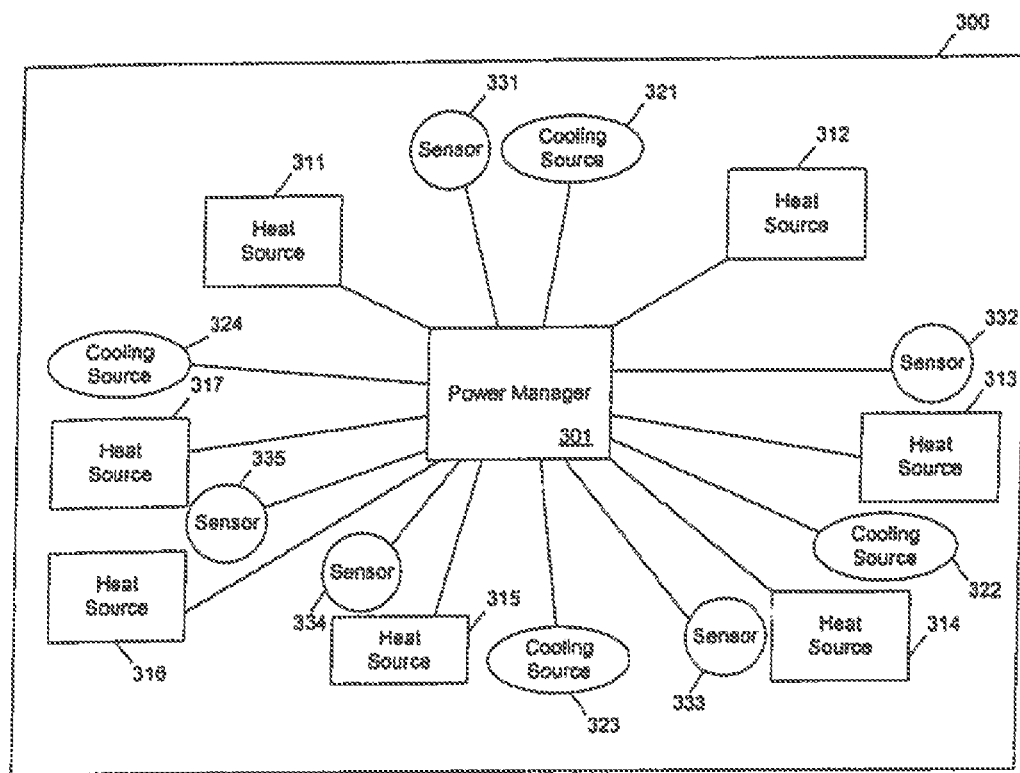 300
331
321
Sensor
Cooling
Source
312
311
Heat
Source
Heat
Source
324
332
Cooling
Source
Sensor
317
313
Power Manager
301
Heat
Source
335
Heat
Source
Sensor
Cooling
Source
322
Heat
Source
316
Sensor
334
315
Heat
Source
Cooling
Source
323
Sensor
333
Heat
Source
314